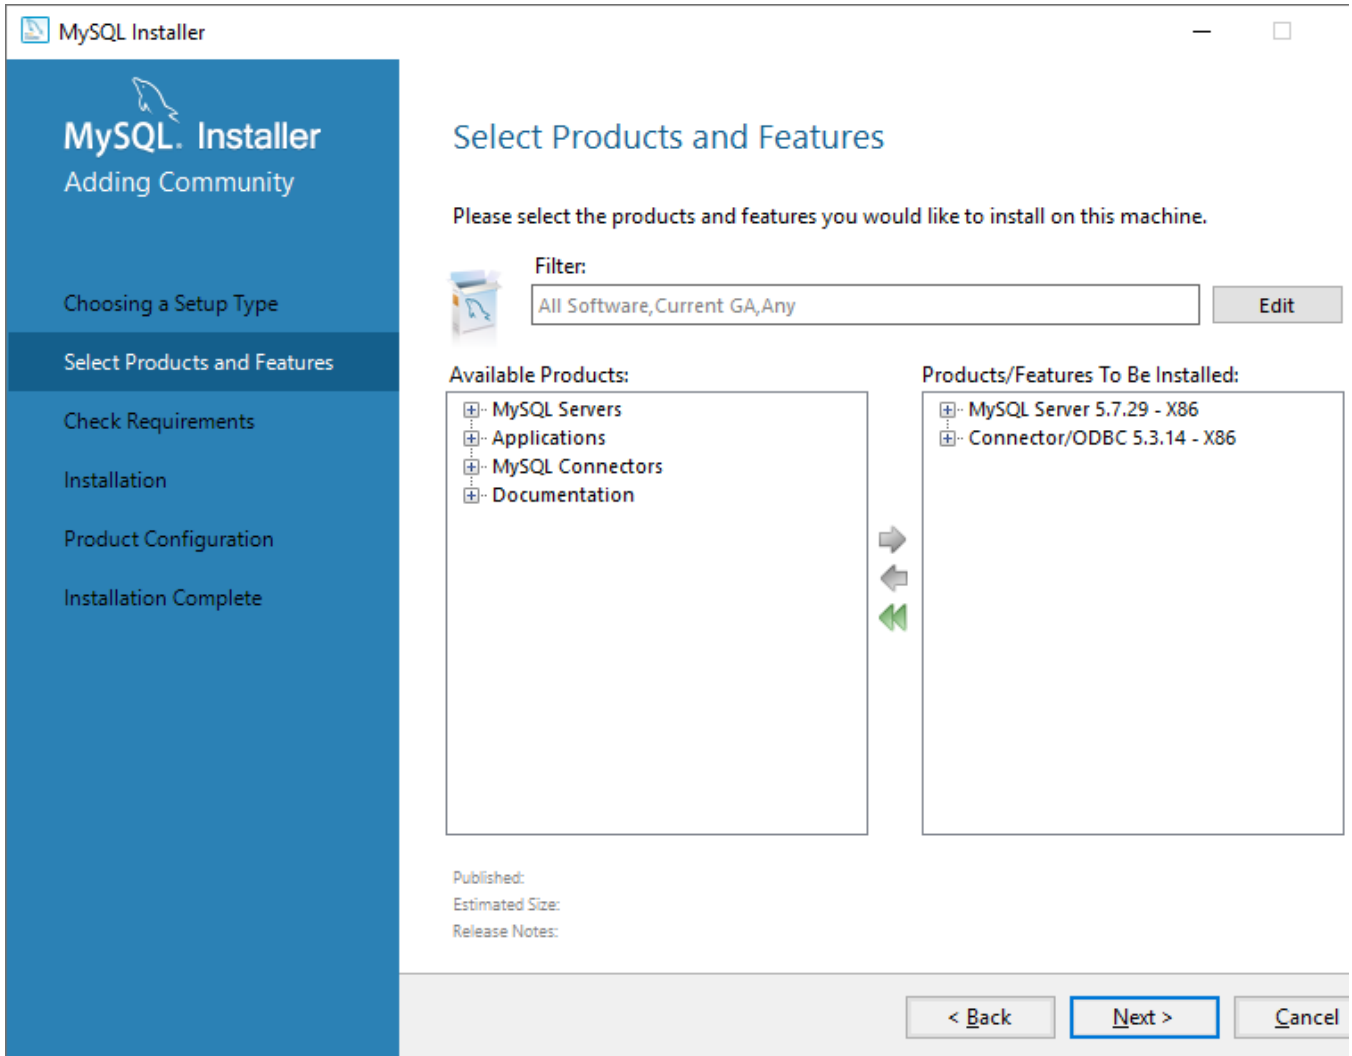 MySQL Installer
MySQL. Installer
Adding Community
Choosing a Setup Type
Select Products and Features
Check Requirements
Installation
Product Configuration
Installation Complete
Select Products and Features
Please select the products and features you would like to install on this machine.
Filter:
All Software,Current GA,Any
Edit
Available Products:
MySQL Servers
Applications
MySQL Connectors
Documentation
Products/Features To Be Installed:
MySQL Server 5.7.29 - X86
Connector/ODBC 5.3.14 - X86
Published:
Estimated Size:
Release Notes:
< Back
Next >
Cancel